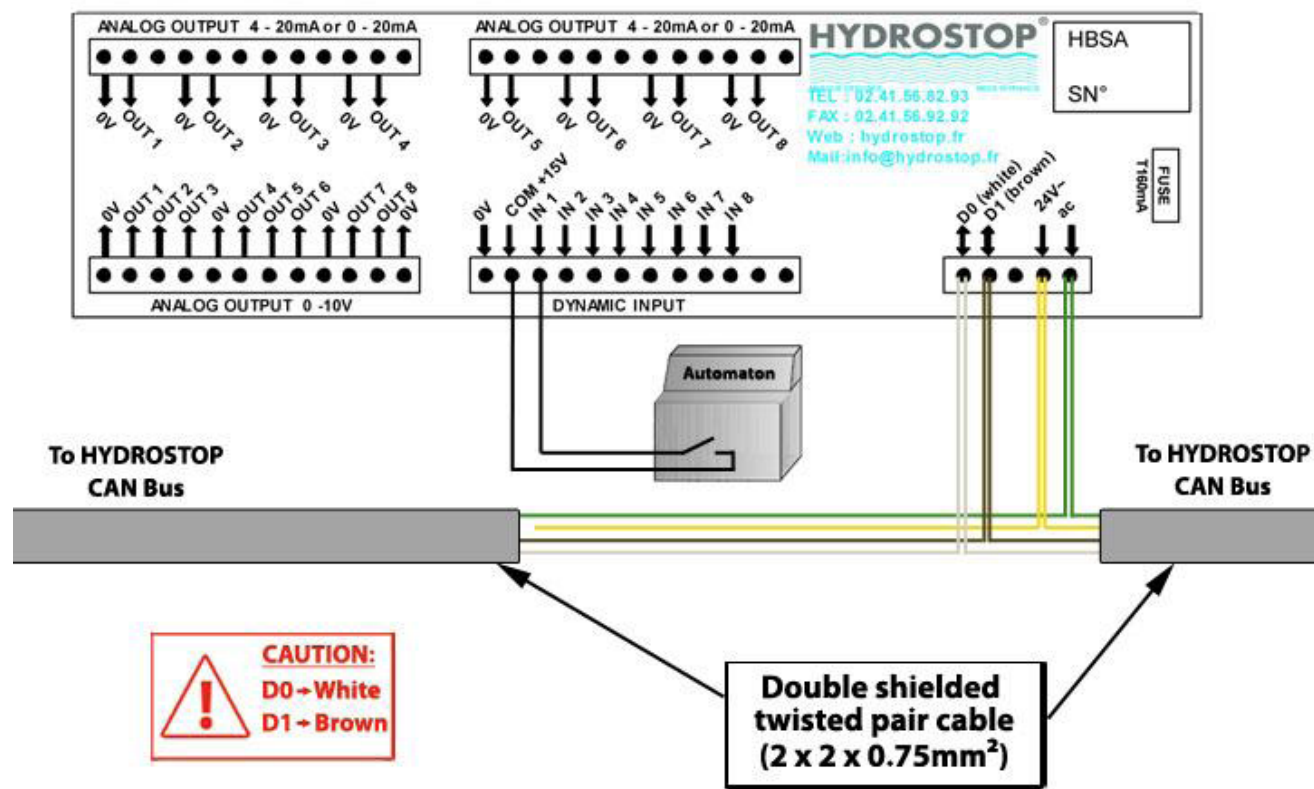 ANALOG OUTPUT 4 - 20mA or 0 - 20mA
0V OUT 1 0V OUT 2 0V OUT 3 0V OUT 4
ANALOG OUTPUT 4 - 20mA or 0 - 20mA
0V OUT 5 0V OUT 6 0V OUT 7 0V OUT 8
HYDROSTOP®
TEL : 02.41.56.82.93
FAX : 02.41.56.92.92
Web : hydrostop.fr
Mail:info@hydrostop.fr
HBSA
SN°
FUSE
T160mA
0V OUT 1 OUT 2 OUT 3 0V OUT 4 OUT 5 OUT 6 0V OUT 7 OUT 8 0V
ANALOG OUTPUT 0 -10V
0V COM +15V IN 1 IN 2 IN 3 IN 4 IN 5 IN 6 IN 7 IN 8
DYNAMIC INPUT
D0 (white) D1 (brown) 24V~ ac
Automaton
To HYDROSTOP
CAN Bus
To HYDROSTOP
CAN Bus
CAUTION:
D0→White
D1→Brown
Double shielded
twisted pair cable
(2 x 2 x 0.75mm²)